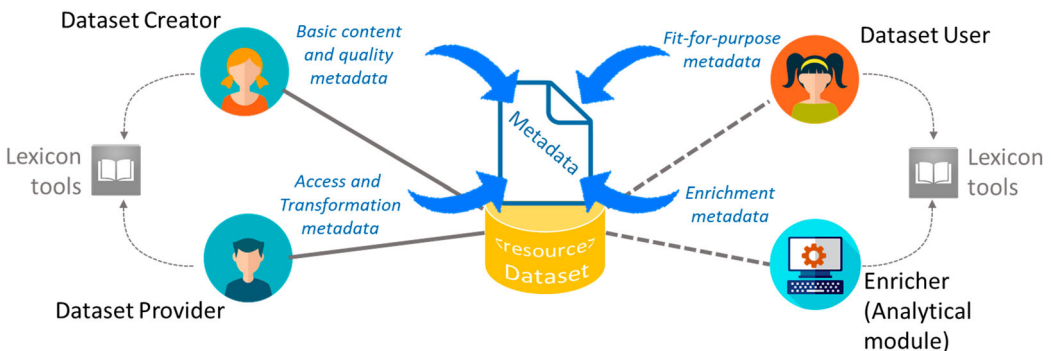 Dataset Creator
Basic content
and quality
metadata
Fit-for-purpose
metadata
Dataset User
Metadata
Lexicon
tools
Lexicon
tools
Access and
Transformation
metadata
Enrichment
metadata
<resource>
Dataset
Dataset Provider
Enricher
(Analytical
module)